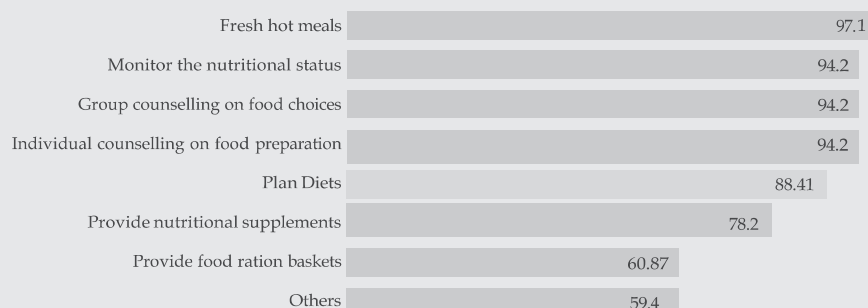 Fresh hot meals 97.1
Monitor the nutritional status 94.2
Group counselling on food choices 94.2
Individual counselling on food preparation 94.2
Plan Diets 88.41
Provide nutritional supplements 78.2
Provide food ration baskets 60.87
Others 59.4